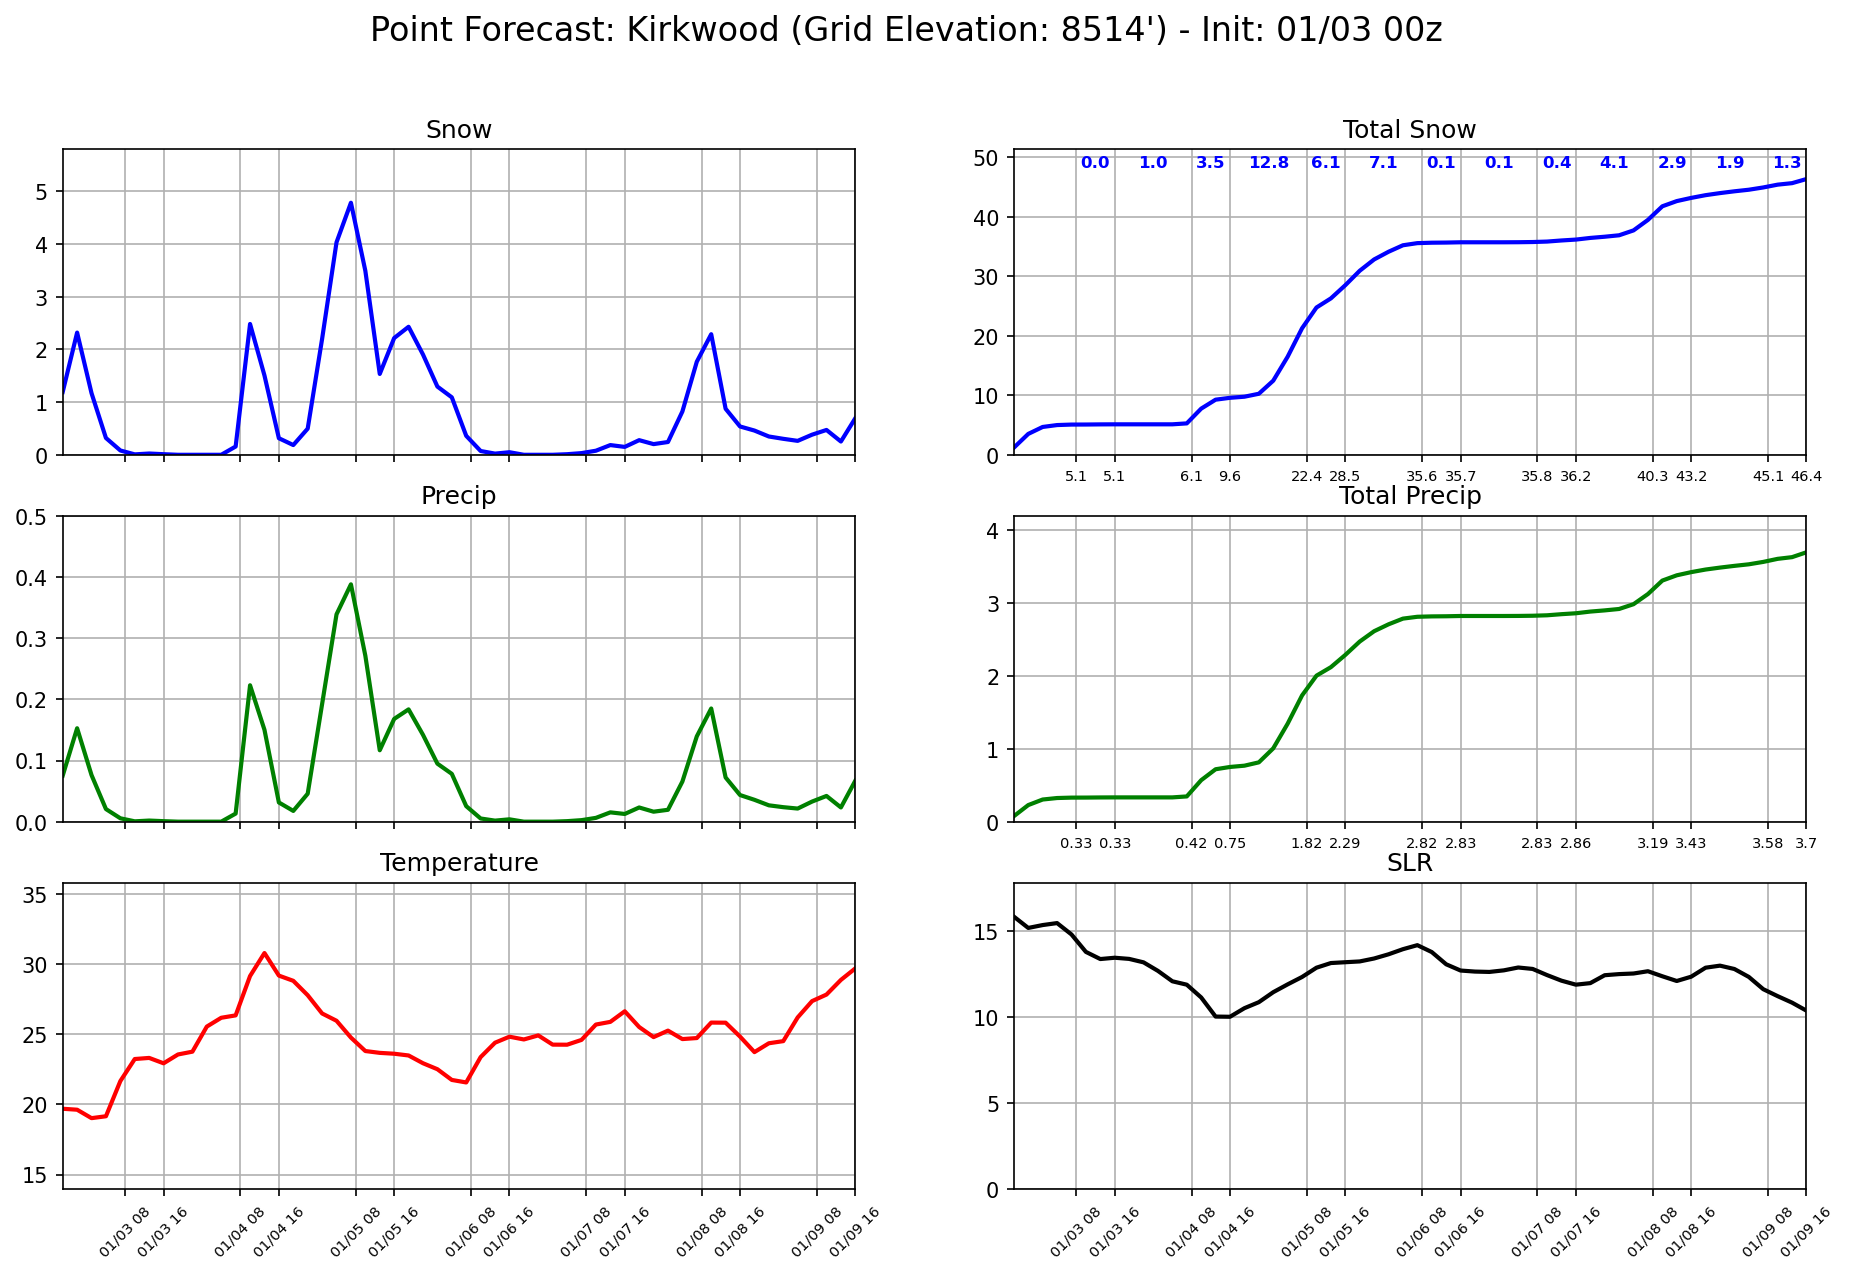 Point Forecast: Kirkwood (Grid Elevation: 8514') - Init: 01/03 00z
Snow
5
4
3
2
1
0
Total Snow
0.0 1.0 3.5 12.8 6.1 7.1 0.1 0.1 0.4 4.1 2.9 1.9 1.3
50
40
30
20
10
0
5.1 5.1 6.1 9.6 22.4 28.5 35.6 35.7 35.8 36.2 40.3 43.2 45.1 46.4
Precip
0.5
0.4
0.3
0.2
0.1
0.0
Total Precip
4
3
2
1
0
0.33 0.33 0.42 0.75 1.82 2.29 2.82 2.83 2.83 2.86 3.19 3.43 3.58 3.7
Temperature
35
30
25
20
15
01/03 08 01/03 16 01/04 08 01/04 16 01/05 08 01/05 16 01/06 08 01/06 16 01/07 08 01/07 16 01/08 08 01/08 16 01/09 08 01/09 16
SLR
15
10
5
0
01/03 08 01/03 16 01/04 08 01/04 16 01/05 08 01/05 16 01/06 08 01/06 16 01/07 08 01/07 16 01/08 08 01/08 16 01/09 08 01/09 16